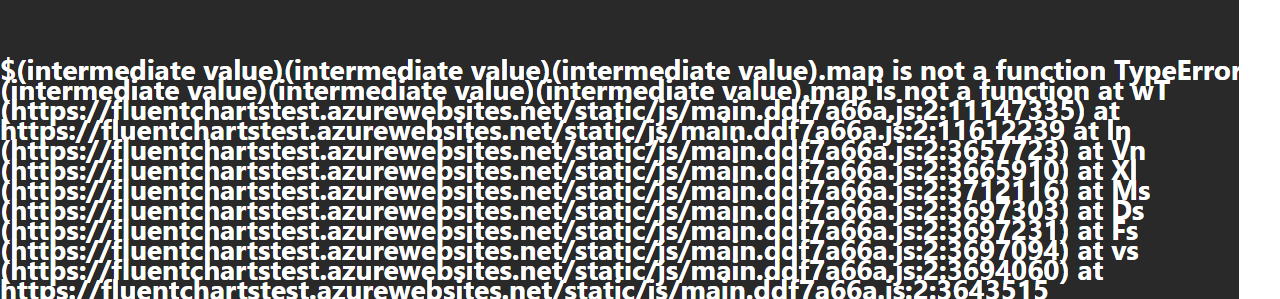 $(intermediate value)(intermediate value)(intermediate value).map is not a function TypeError
(intermediate value)(intermediate value)(intermediate value).map is not a function at wT
(https://fluentchartstest.azurewebsites.net/static/js/main.ddf7a66a.js:2:11147335) at
https://fluentchartstest.azurewebsites.net/static/js/main.ddf7a66a.js:2:11612239 at In
(https://fluentchartstest.azurewebsites.net/static/js/main.ddf7a66a.js:2:3657723) at Vn
(https://fluentchartstest.azurewebsites.net/static/js/main.ddf7a66a.js:2:3665910) at Xl
(https://fluentchartstest.azurewebsites.net/static/js/main.ddf7a66a.js:2:3712116) at Ms
(https://fluentchartstest.azurewebsites.net/static/js/main.ddf7a66a.js:2:3697303) at Ds
(https://fluentchartstest.azurewebsites.net/static/js/main.ddf7a66a.js:2:3697231) at Fs
(https://fluentchartstest.azurewebsites.net/static/js/main.ddf7a66a.js:2:3697094) at vs
(https://fluentchartstest.azurewebsites.net/static/js/main.ddf7a66a.js:2:3694060) at
https://fluentchartstest.azurewebsites.net/static/js/main.ddf7a66a.js:2:3643515